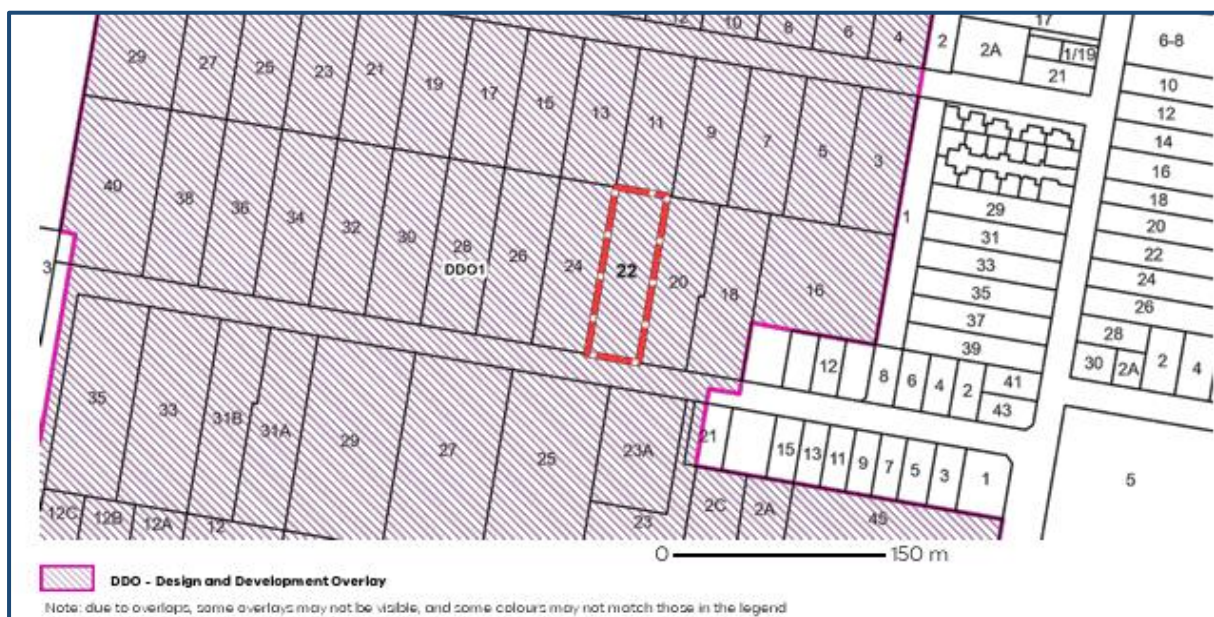 12 10 8 6 4
2 2A 17 1/19 21 6-8
29 27 25 23 21 19 17 15 13 11 9 7 5 3
10
12
14
16
18
20
22
24
26
40 38 36 34 32 30 28 26 24 22 20 18 16
DDO1
3
1
29
31
33
35
37
39
41
43
12 8 6 4 2
28
30 2A 2 4
35 33 31B 31A 29 27 25 23A 21 15 13 11 9 7 5 3 1
5
12C 12B 12A 12 23 2C 2A 45
0 150 m
DDO - Design and Development Overlay
Note: due to overlaps, some overlays may not be visible, and some colours may not match those in the legend